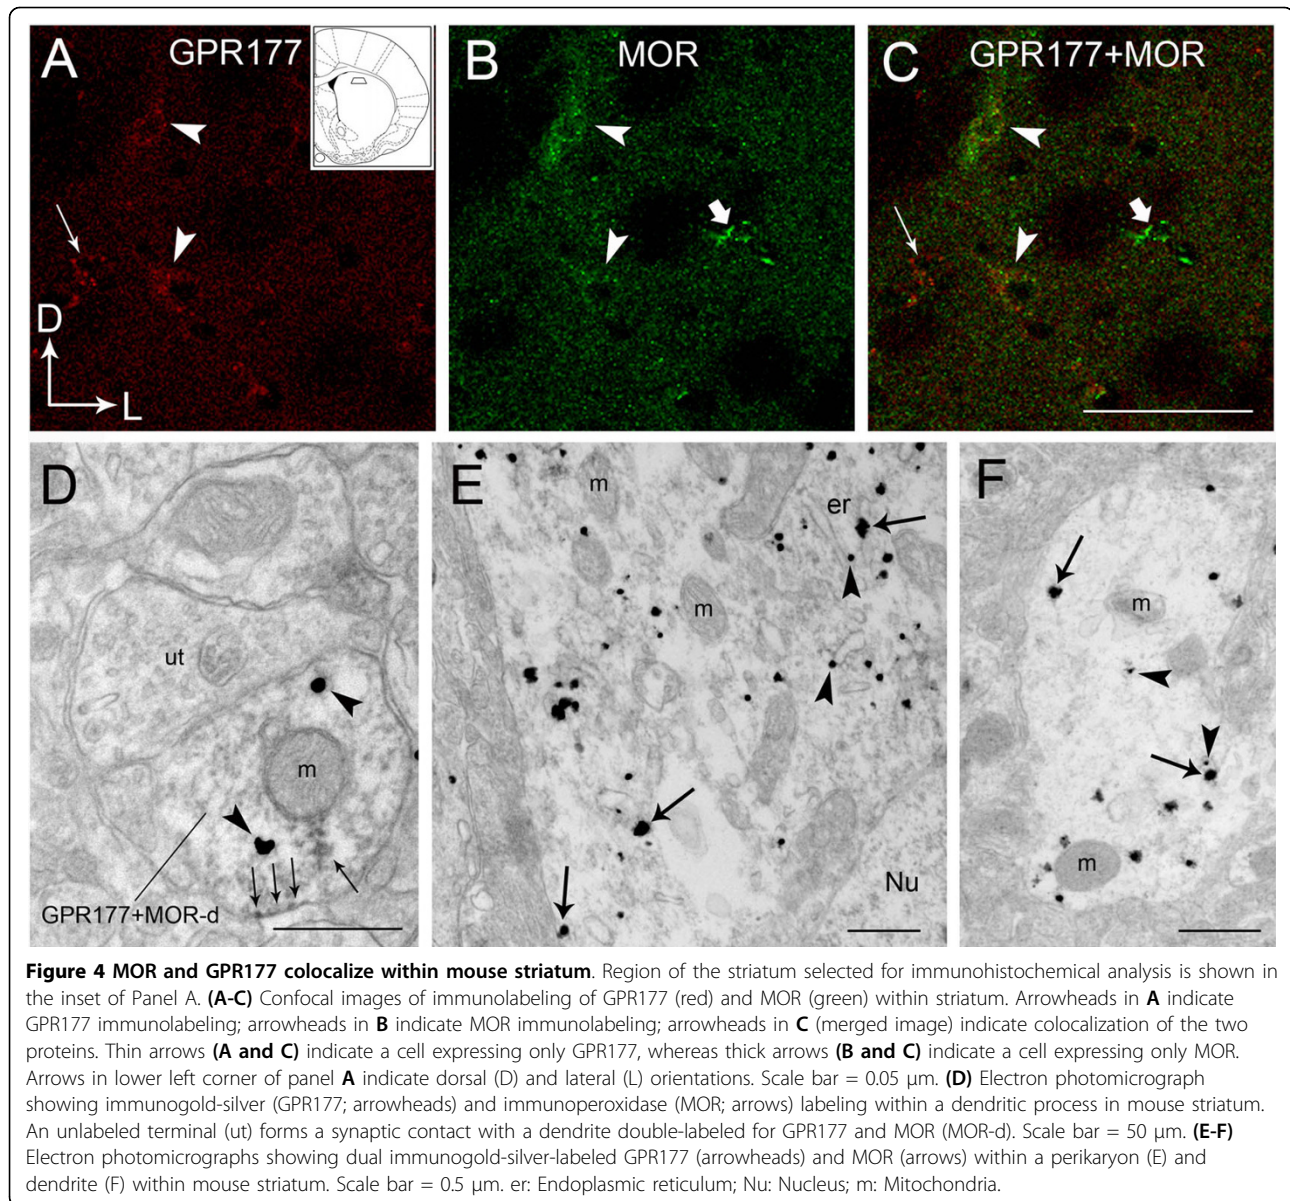 A
GPR177
B
MOR
C
GPR177+MOR
D
L
D
ut
m
GPR177+MOR-d
E
m
er
m
Nu
F
m
m
Figure 4 MOR and GPR177 colocalize within mouse striatum. Region of the striatum selected for immunohistochemical analysis is shown in
the inset of Panel A. (A-C) Confocal images of immunolabeling of GPR177 (red) and MOR (green) within striatum. Arrowheads in A indicate
GPR177 immunolabeling; arrowheads in B indicate MOR immunolabeling; arrowheads in C (merged image) indicate colocalization of the two
proteins. Thin arrows (A and C) indicate a cell expressing only GPR177, whereas thick arrows (B and C) indicate a cell expressing only MOR.
Arrows in lower left corner of panel A indicate dorsal (D) and lateral (L) orientations. Scale bar = 0.05 μm. (D) Electron photomicrograph
showing immunogold-silver (GPR177; arrowheads) and immunoperoxidase (MOR; arrows) labeling within a dendritic process in mouse striatum.
An unlabeled terminal (ut) forms a synaptic contact with a dendrite double-labeled for GPR177 and MOR (MOR-d). Scale bar = 50 μm. (E-F)
Electron photomicrographs showing dual immunogold-silver-labeled GPR177 (arrowheads) and MOR (arrows) within a perikaryon (E) and
dendrite (F) within mouse striatum. Scale bar = 0.5 μm. er: Endoplasmic reticulum; Nu: Nucleus; m: Mitochondria.